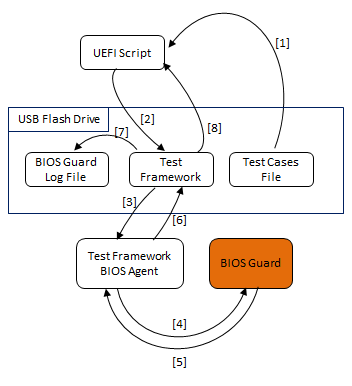 [1]
UEFI Script
[2]
[8]
USB Flash Drive
[7]
BIOS Guard
Log File
Test
Framework
Test Cases
File
[3]
[6]
Test Framework
BIOS Agent
BIOS Guard
[4]
[5]